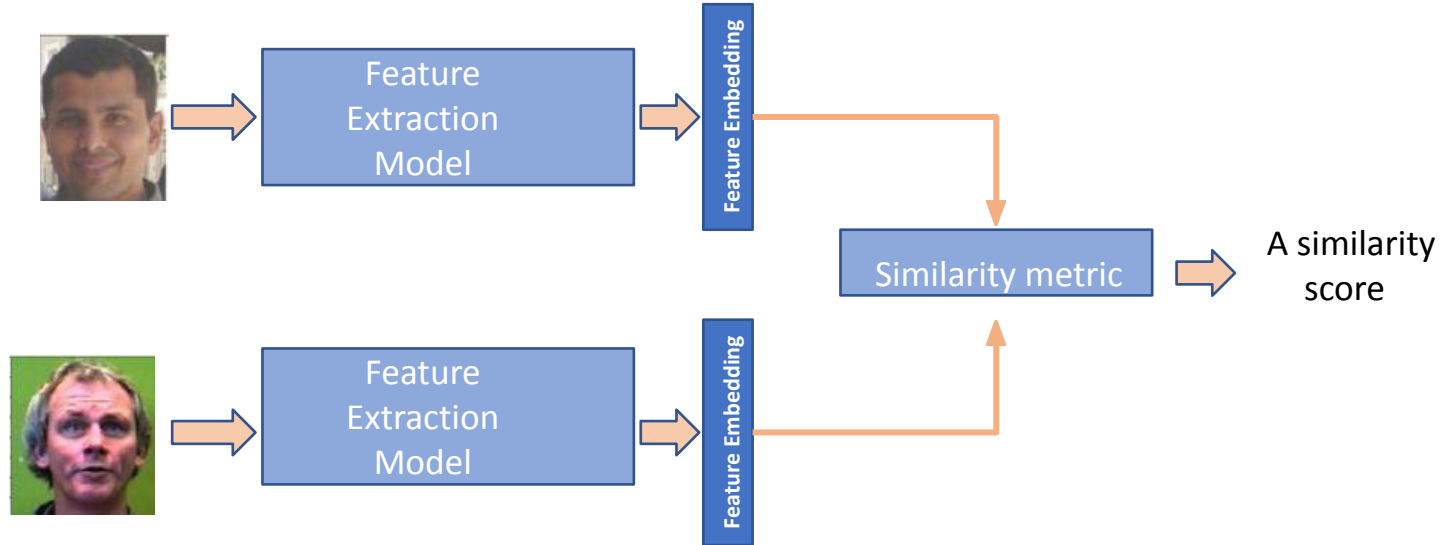 Feature
Extraction
Model
Feature Embedding
Similarity metric
A similarity
score
Feature
Extraction
Model
Feature Embedding